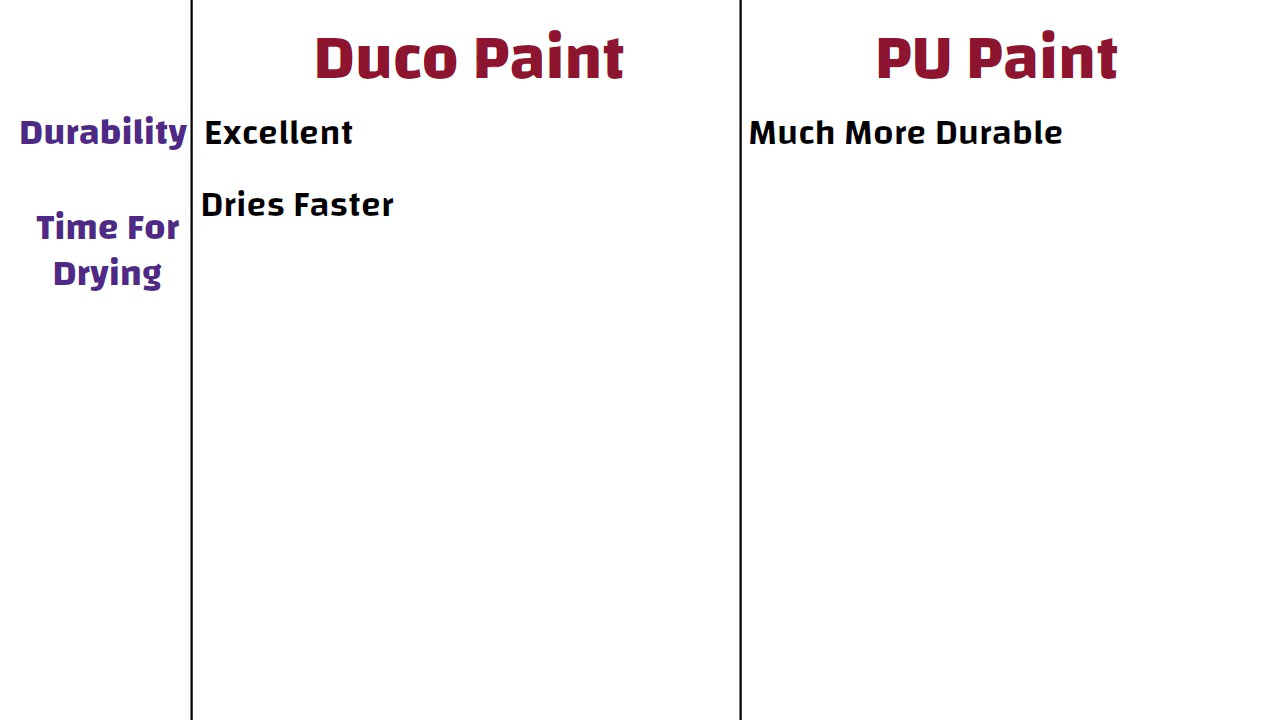 Duco Paint
PU Paint
Durability
Excellent
Much More Durable
Time For
Drying
Dries Faster